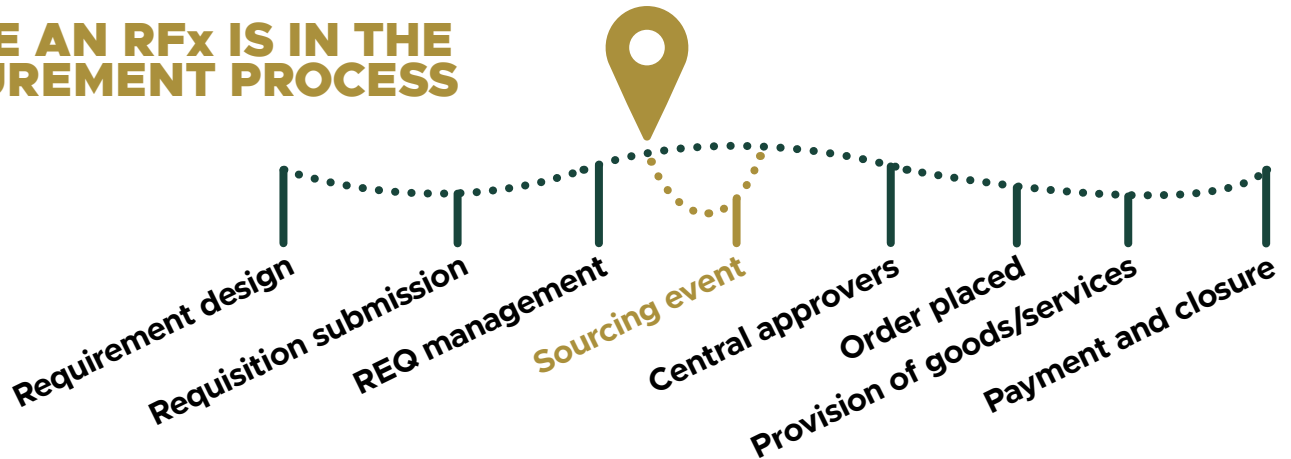 E AN RFx IS IN THE
UREMENT PROCESS
Requirement design
Requisition submission
REQ management
Sourcing event
Central approvers
Order placed
Provision of goods/services
Payment and closure